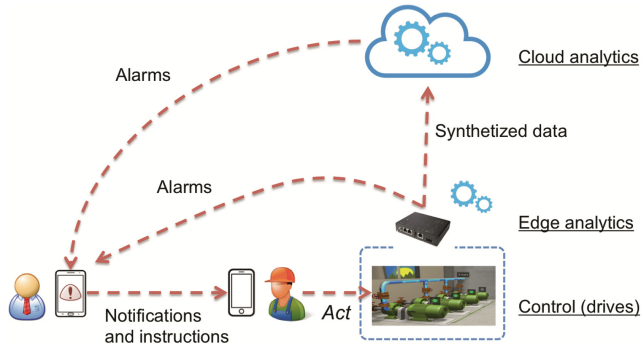 Cloud analytics
Alarms
Synthetized data
Alarms
Edge analytics
Notifications
and instructions
Act
Control (drives)